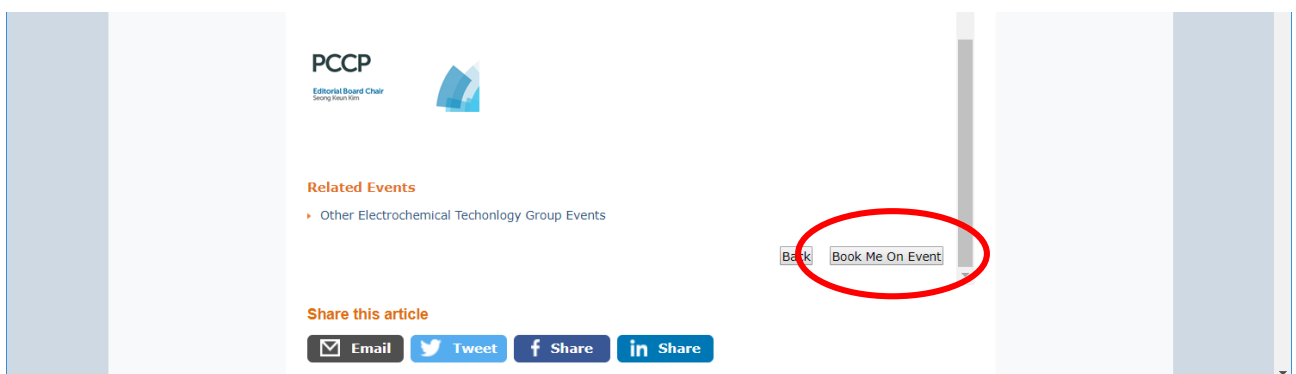 PCCP
Editorial Board Chair
Seong Keun Kim
Related Events
Other Electrochemical Techonlogy Group Events
Back Book Me On Event
Share this article
Email Tweet f Share in Share